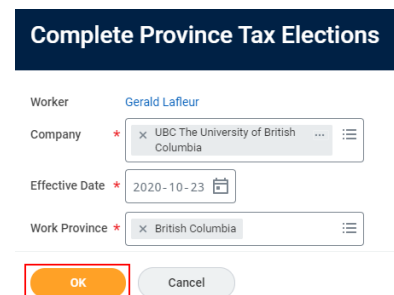 Complete Province Tax Elections
Worker Gerald Lafleur
Company * × UBC The University of British Columbia ...
Effective Date * 2020-10-23
Work Province * × British Columbia
OK Cancel